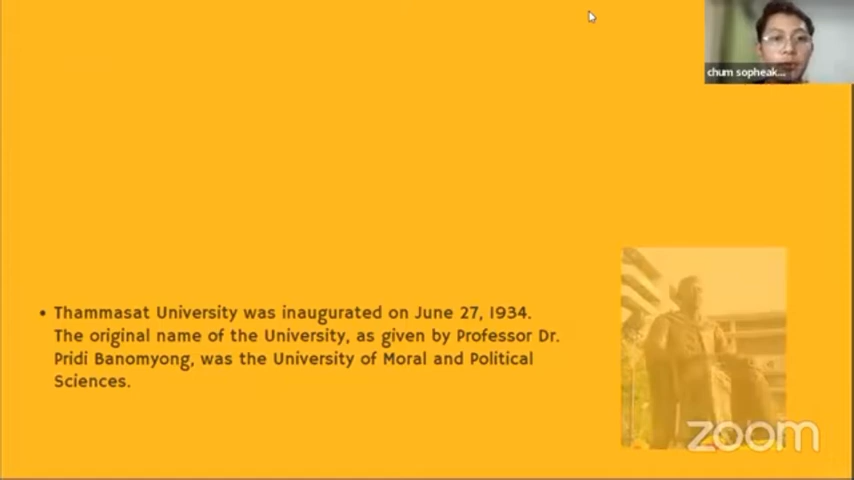 chum sopheak...
• Thammasat University was inaugurated on June 27, 1934.
The original name of the University, as given by Professor Dr.
Pridi Banomyong, was the University of Moral and Political
Sciences.
zoom